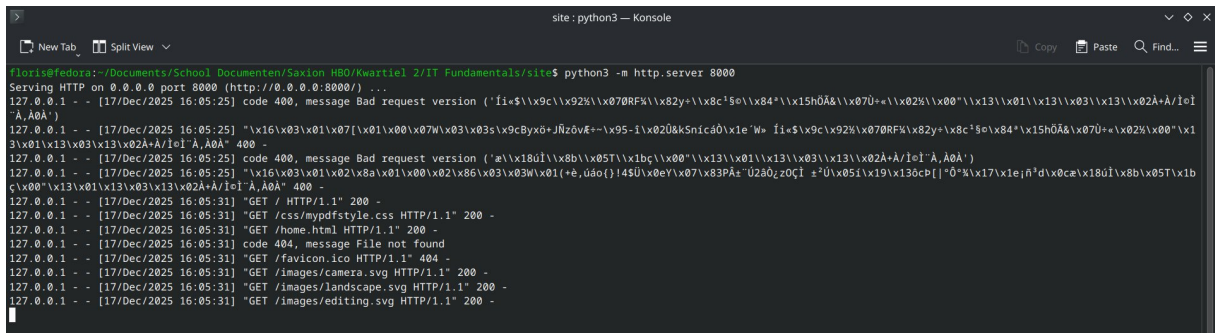 site : python3 — Konsole
New Tab Split View Copy Paste Find...
floris@fedora:~/Documents/School Documenten/Saxion HBO/Kwartiel 2/IT Fundamentals/site$ python3 -m http.server 8000
Serving HTTP on 0.0.0.0 port 8000 (http://0.0.0.0:8000/) ...
127.0.0.1 - - [17/Dec/2025 16:05:25] code 400, message Bad request version
127.0.0.1 - - [17/Dec/2025 16:05:25] 400 -
127.0.0.1 - - [17/Dec/2025 16:05:25] code 400, message Bad request version
127.0.0.1 - - [17/Dec/2025 16:05:25] 
400 -
127.0.0.1 - - [17/Dec/2025 16:05:31] "GET / HTTP/1.1" 200 -
127.0.0.1 - - [17/Dec/2025 16:05:31] "GET /css/mypdfstyle.css HTTP/1.1" 200 -
127.0.0.1 - - [17/Dec/2025 16:05:31] "GET /home.html HTTP/1.1" 200 -
127.0.0.1 - - [17/Dec/2025 16:05:31] code 404, message File not found
127.0.0.1 - - [17/Dec/2025 16:05:31] "GET /favicon.ico HTTP/1.1" 404 -
127.0.0.1 - - [17/Dec/2025 16:05:31] "GET /images/camera.svg HTTP/1.1" 200 -
127.0.0.1 - - [17/Dec/2025 16:05:31] "GET /images/landscape.svg HTTP/1.1" 200 -
127.0.0.1 - - [17/Dec/2025 16:05:31] "GET /images/editing.svg HTTP/1.1" 200 -